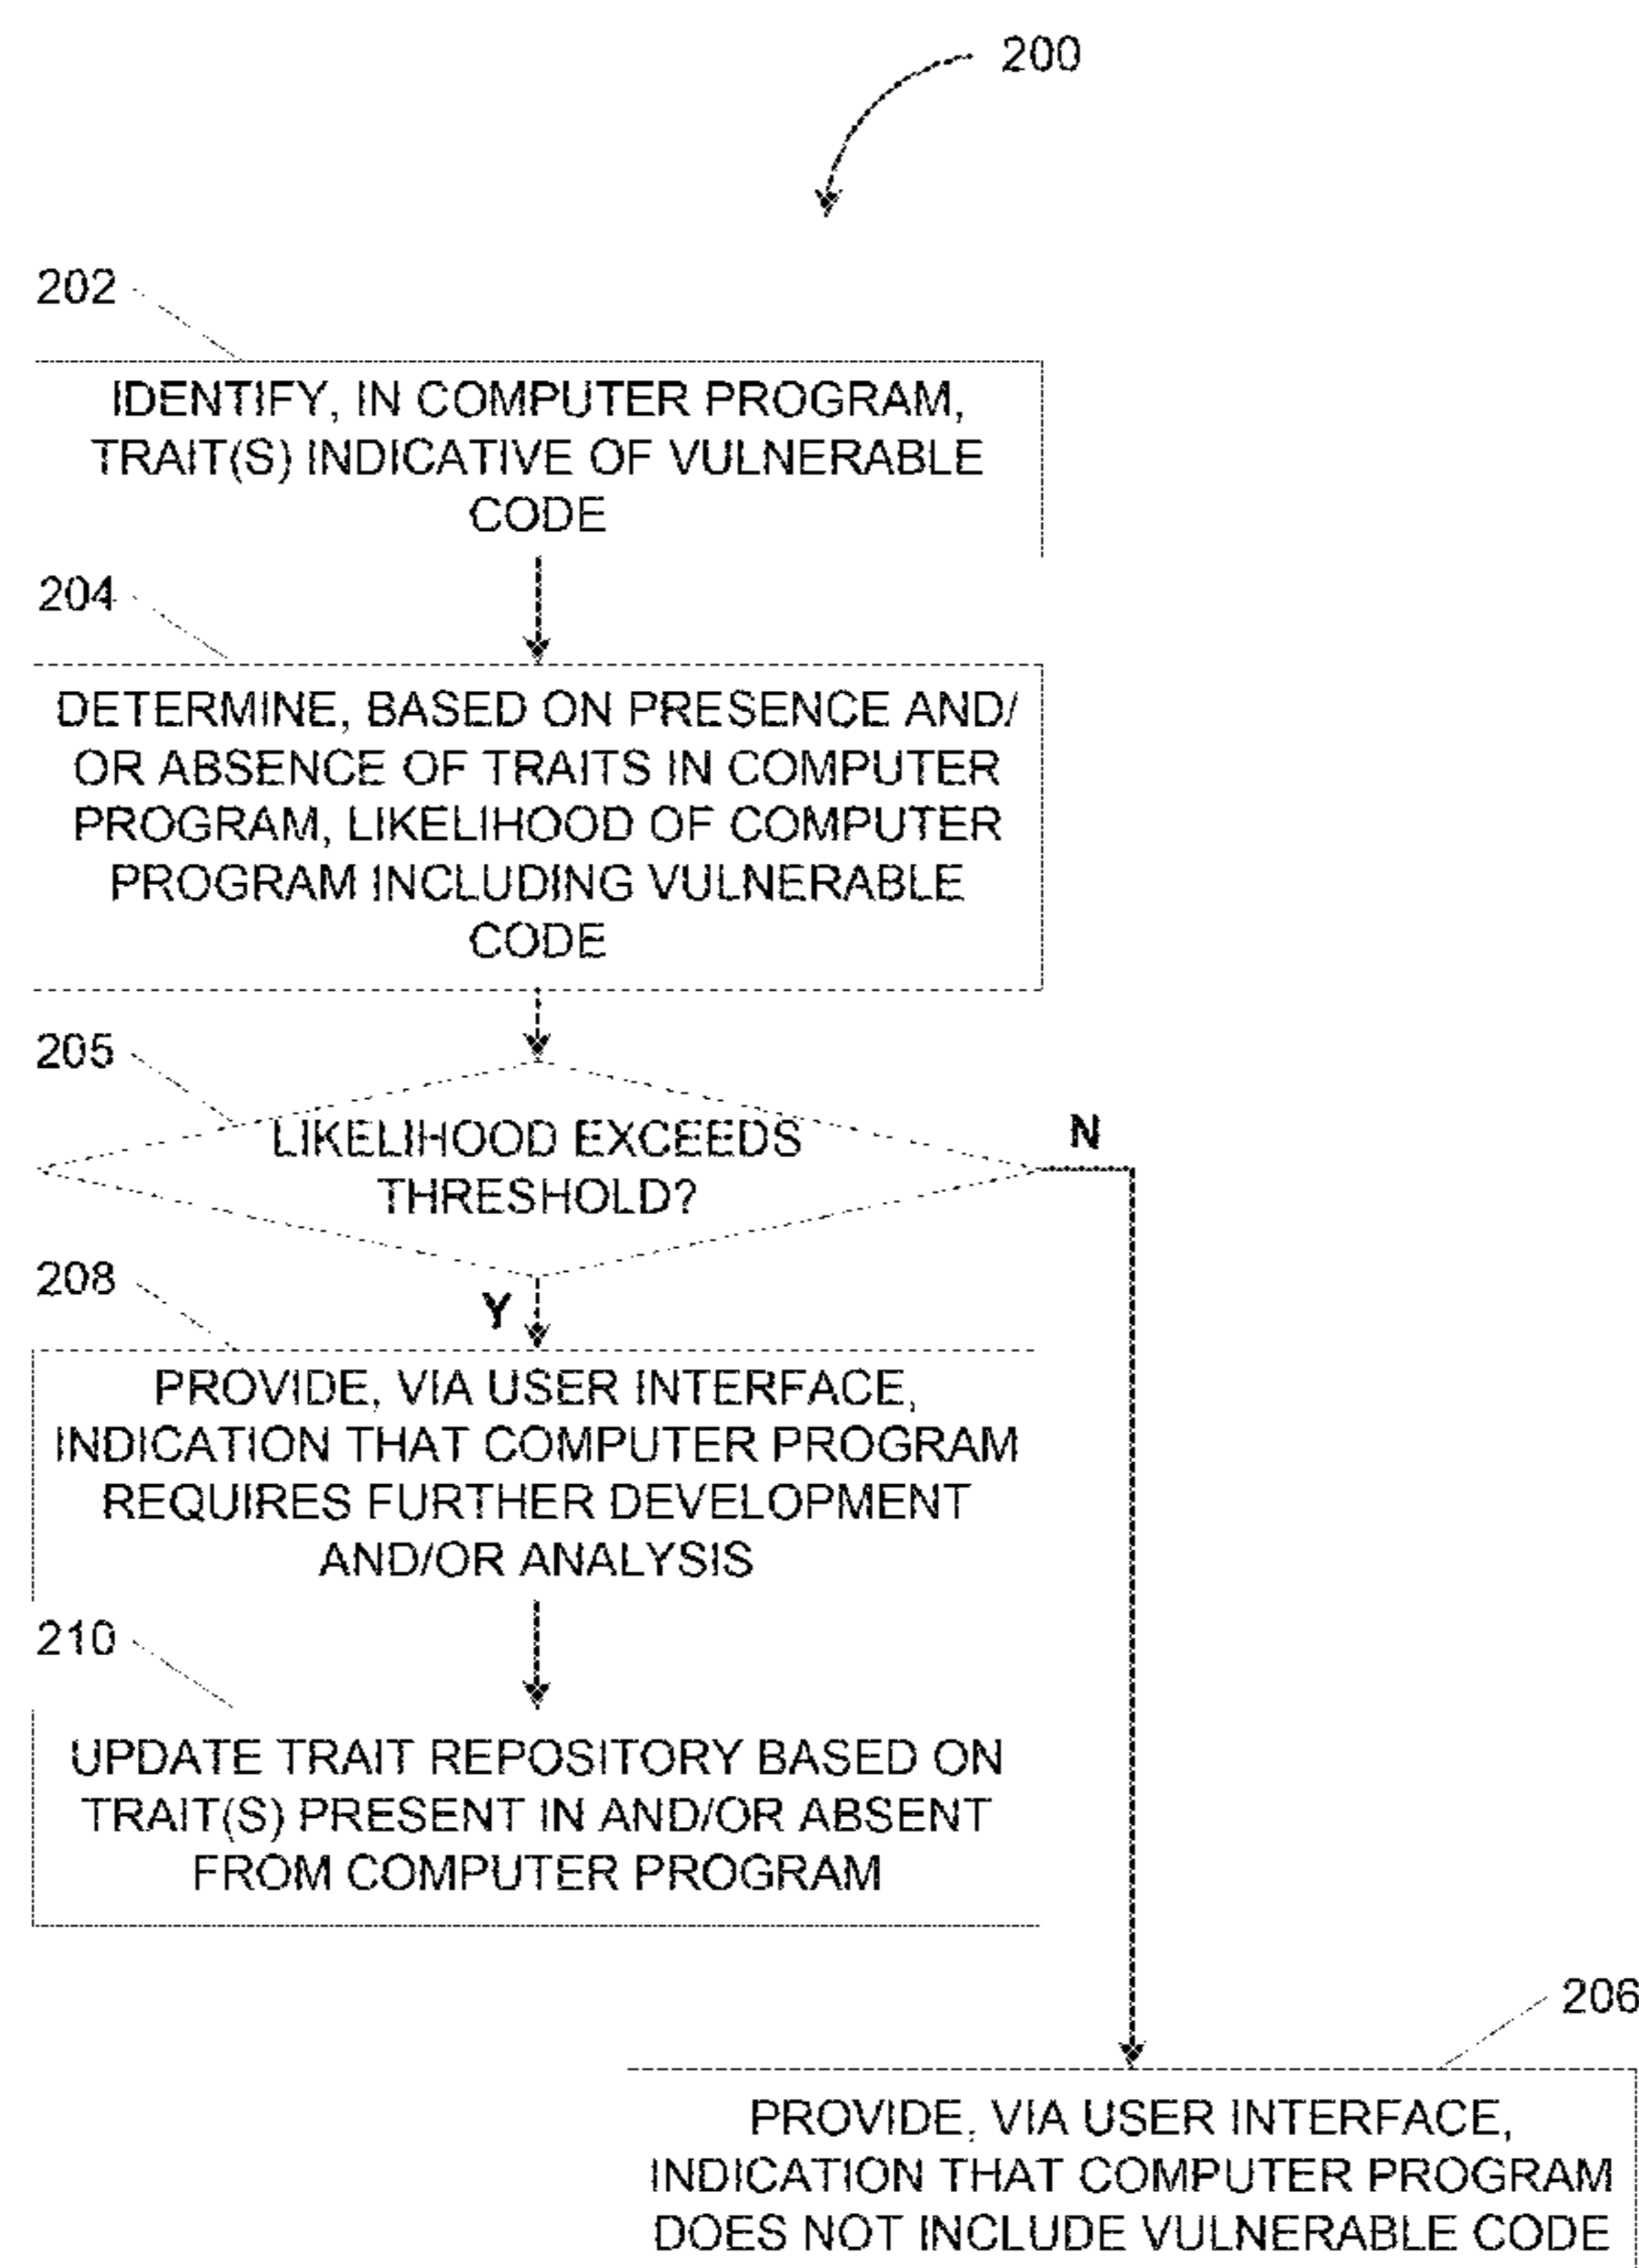 200
202
IDENTIFY, IN COMPUTER PROGRAM,
TRAIT(S) INDICATIVE OF VULNERABLE
CODE
204
DETERMINE, BASED ON PRESENCE AND/
OR ABSENCE OF TRAITS IN COMPUTER
PROGRAM, LIKELIHOOD OF COMPUTER
PROGRAM INCLUDING VULNERABLE
CODE
205
LIKELIHOOD EXCEEDS
THRESHOLD?
N
208
Y
PROVIDE, VIA USER INTERFACE,
INDICATION THAT COMPUTER PROGRAM
REQUIRES FURTHER DEVELOPMENT
AND/OR ANALYSIS
210
UPDATE TRAIT REPOSITORY BASED ON
TRAIT(S) PRESENT IN AND/OR ABSENT
FROM COMPUTER PROGRAM
206
PROVIDE, VIA USER INTERFACE,
INDICATION THAT COMPUTER PROGRAM
DOES NOT INCLUDE VULNERABLE CODE